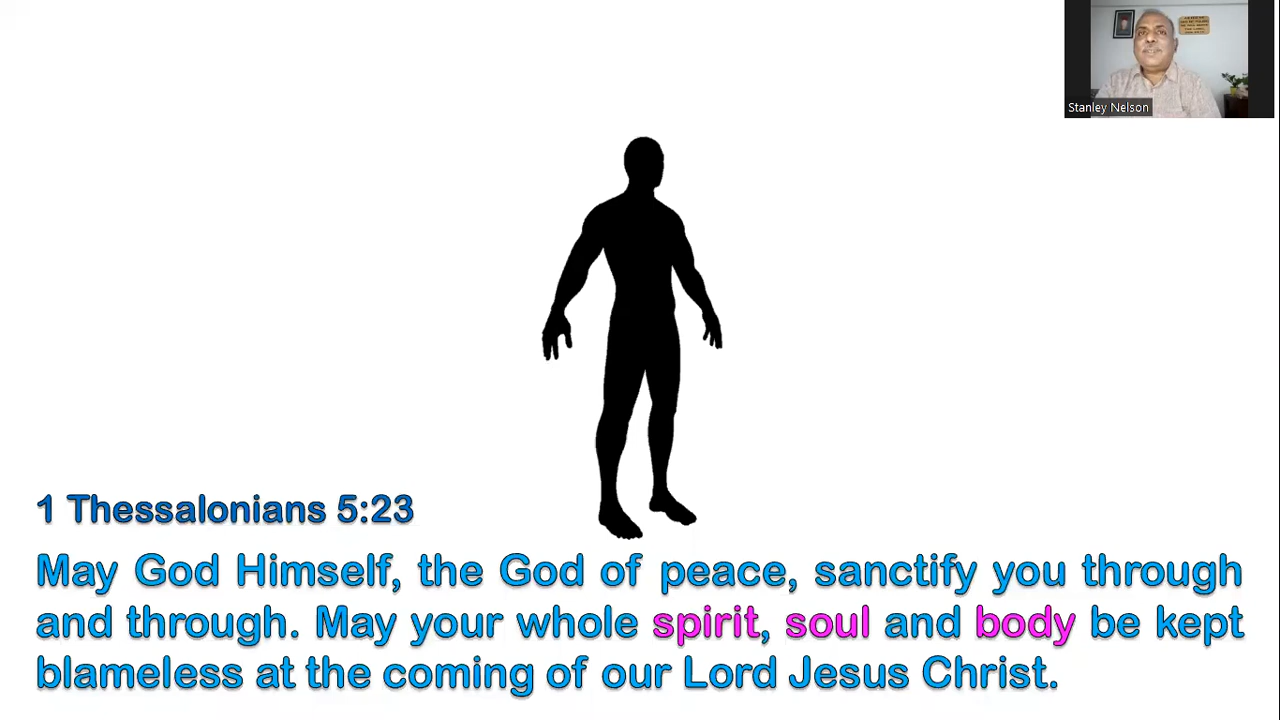 Stanley Nelson
1 Thessalonians 5:23
May God Himself, the God of peace, sanctify you through
and through. May your whole spirit, soul and body be kept
blameless at the coming of our Lord Jesus Christ.